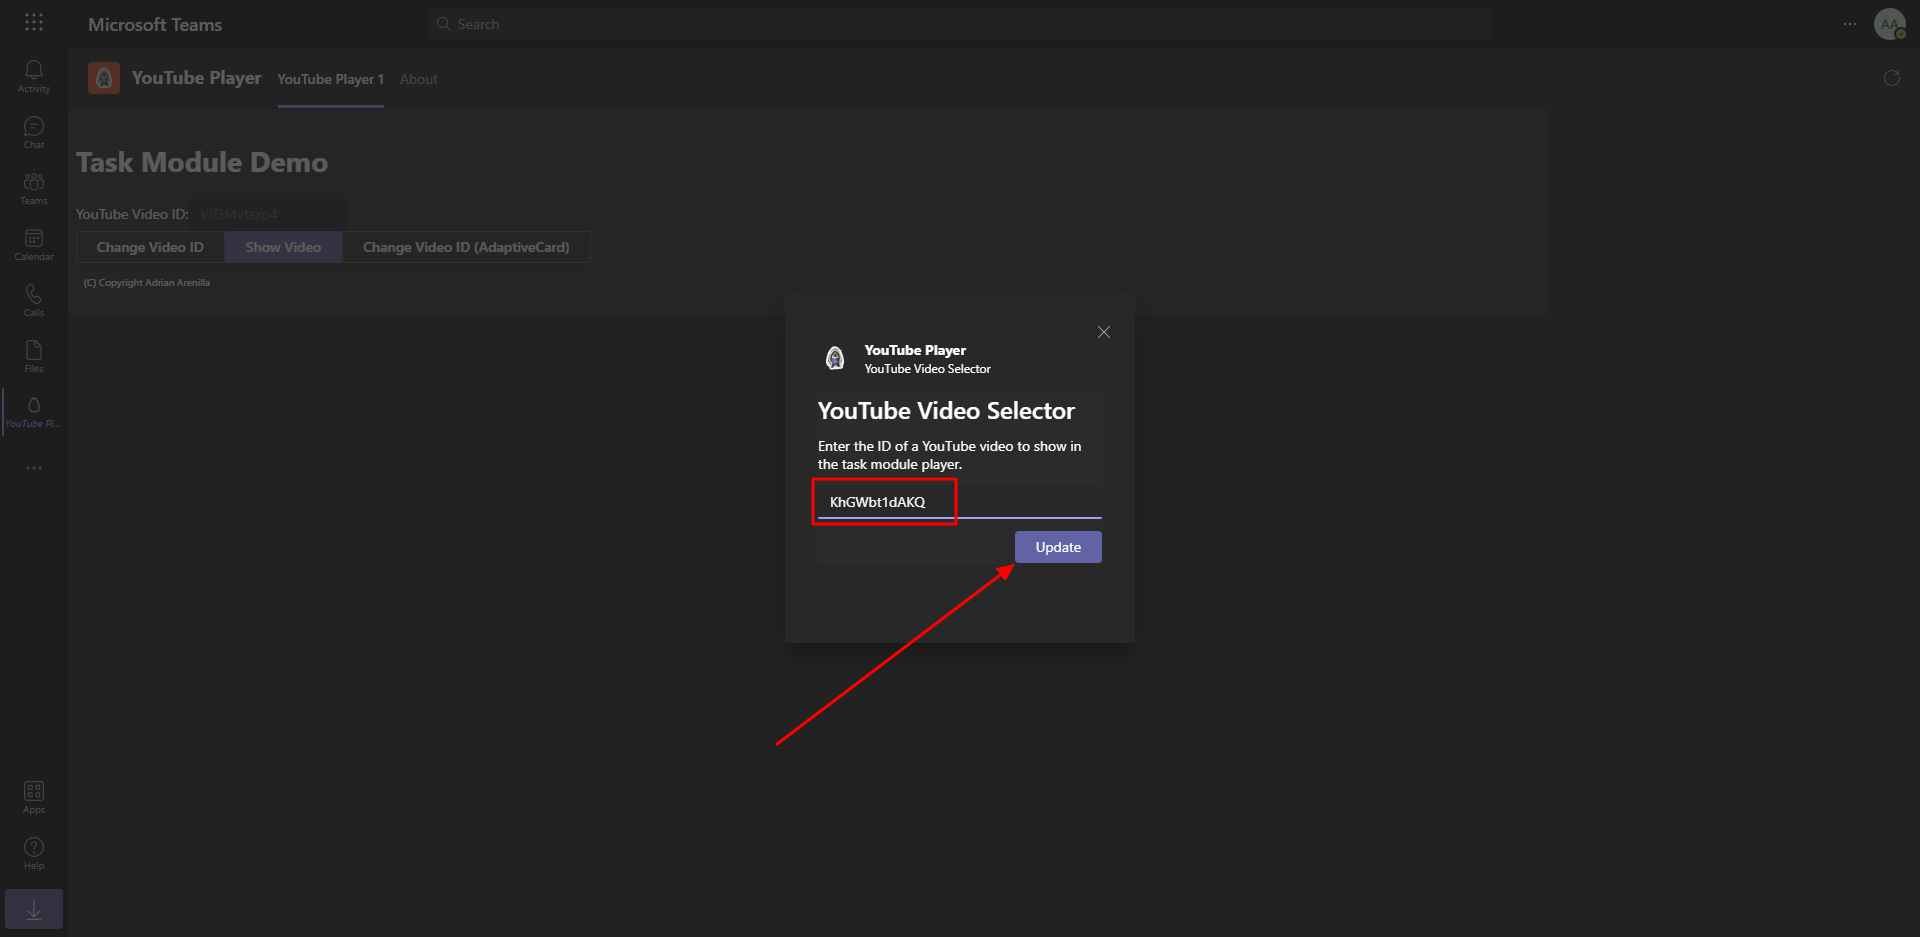 Microsoft Teams
Search
AA
Activity
Chat
Teams
Calendar
Calls
Files
YouTube Pl...
Apps
Help
YouTube Player
YouTube Player 1
About
Task Module Demo
YouTube Video ID: VlEH4vtaxp4
Change Video ID
Show Video
Change Video ID (AdaptiveCard)
(C) Copyright Adrian Arenilla
YouTube Player
YouTube Video Selector
YouTube Video Selector
Enter the ID of a YouTube video to show in
the task module player.
KhGWbt1dAKQ
Update